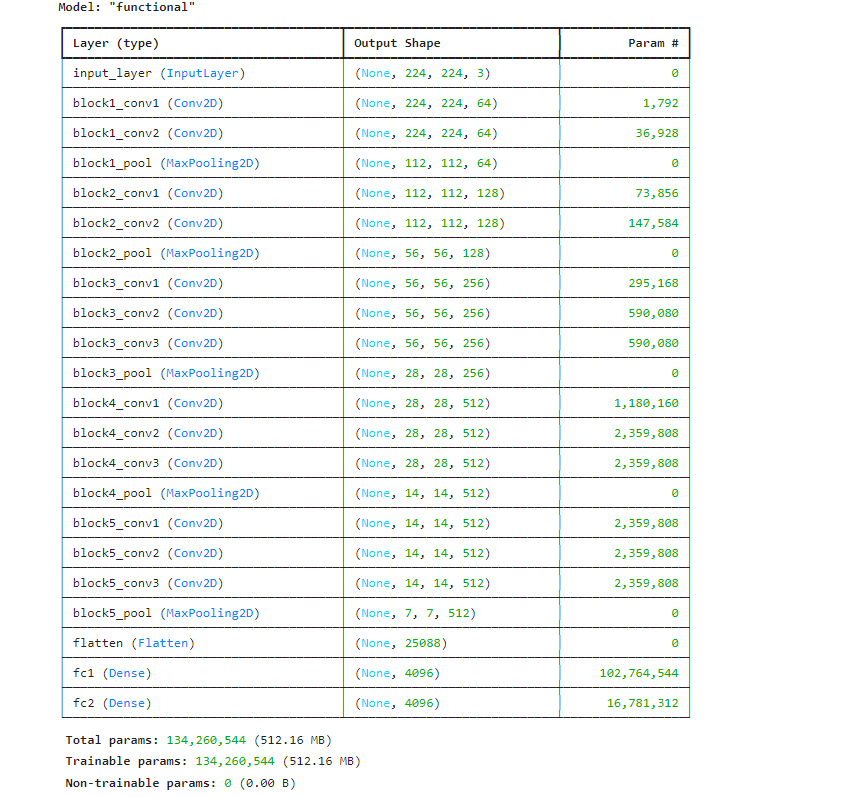 Model: "functional"
Layer (type) Output Shape Param #
input_layer (InputLayer) (None, 224, 224, 3) 0
block1_conv1 (Conv2D) (None, 224, 224, 64) 1,792
block1_conv2 (Conv2D) (None, 224, 224, 64) 36,928
block1_pool (MaxPooling2D) (None, 112, 112, 64) 0
block2_conv1 (Conv2D) (None, 112, 112, 128) 73,856
block2_conv2 (Conv2D) (None, 112, 112, 128) 147,584
block2_pool (MaxPooling2D) (None, 56, 56, 128) 0
block3_conv1 (Conv2D) (None, 56, 56, 256) 295,168
block3_conv2 (Conv2D) (None, 56, 56, 256) 590,080
block3_conv3 (Conv2D) (None, 56, 56, 256) 590,080
block3_pool (MaxPooling2D) (None, 28, 28, 256) 0
block4_conv1 (Conv2D) (None, 28, 28, 512) 1,180,160
block4_conv2 (Conv2D) (None, 28, 28, 512) 2,359,808
block4_conv3 (Conv2D) (None, 28, 28, 512) 2,359,808
block4_pool (MaxPooling2D) (None, 14, 14, 512) 0
block5_conv1 (Conv2D) (None, 14, 14, 512) 2,359,808
block5_conv2 (Conv2D) (None, 14, 14, 512) 2,359,808
block5_conv3 (Conv2D) (None, 14, 14, 512) 2,359,808
block5_pool (MaxPooling2D) (None, 7, 7, 512) 0
flatten (Flatten) (None, 25088) 0
fc1 (Dense) (None, 4096) 102,764,544
fc2 (Dense) (None, 4096) 16,781,312
Total params: 134,260,544 (512.16 MB)
Trainable params: 134,260,544 (512.16 MB)
Non-trainable params: 0 (0.00 B)